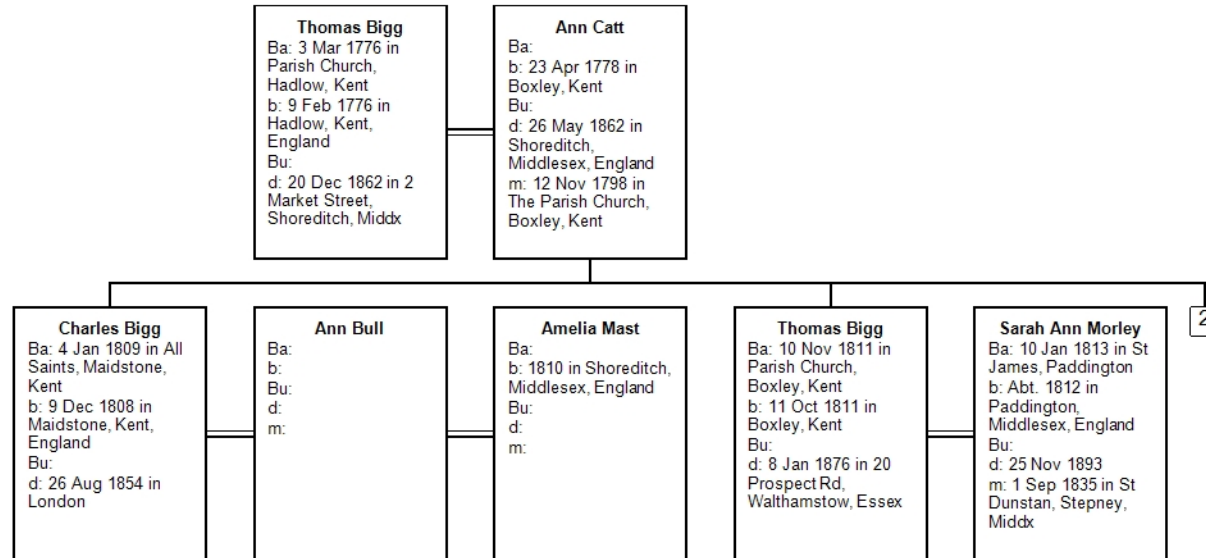 Thomas Bigg
Ba: 3 Mar 1776 in
Parish Church,
Hadlow, Kent
b: 9 Feb 1776 in
Hadlow, Kent,
England
Bu:
d: 20 Dec 1862 in 2
Market Street,
Shoreditch, Middx
Ann Catt
Ba:
b: 23 Apr 1778 in
Boxley, Kent
Bu:
d: 26 May 1862 in
Shoreditch,
Middlesex, England
m: 12 Nov 1798 in
The Parish Church,
Boxley, Kent
Charles Bigg
Ba: 4 Jan 1809 in All
Saints, Maidstone,
Kent
b: 9 Dec 1808 in
Maidstone, Kent,
England
Bu:
d: 26 Aug 1854 in
London
Ann Bull
Ba:
b:
Bu:
d:
m:
Amelia Mast
Ba:
b: 1810 in Shoreditch,
Middlesex, England
Bu:
d:
m:
Thomas Bigg
Ba: 10 Nov 1811 in
Parish Church,
Boxley, Kent
b: 11 Oct 1811 in
Boxley, Kent
Bu:
d: 8 Jan 1876 in 20
Prospect Rd,
Walthamstow, Essex
Sarah Ann Morley
Ba: 10 Jan 1813 in St
James, Paddington
b: Abt. 1812 in
Paddington,
Middlesex, England
Bu:
d: 25 Nov 1893
m: 1 Sep 1835 in St
Dunstan, Stepney,
Middx
2